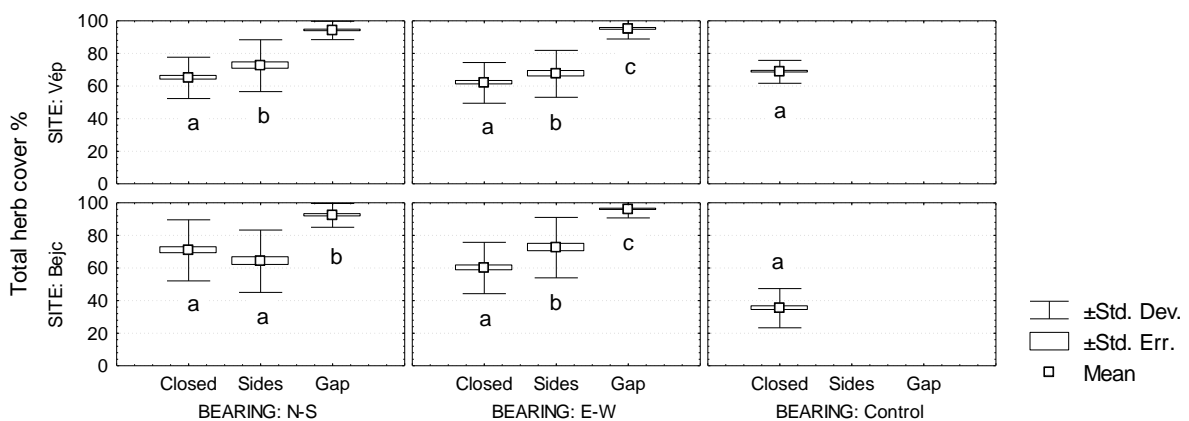 Total herb cover %
SITE: Vép
100
80
60
40
20
0
a
b
a
b
c
a
SITE: Bejc
100
80
60
40
20
0
a
a
b
a
b
c
a
Closed Sides Gap
BEARING: N-S
Closed Sides Gap
BEARING: E-W
Closed Sides Gap
BEARING: Control
±Std. Dev.
±Std. Err.
Mean